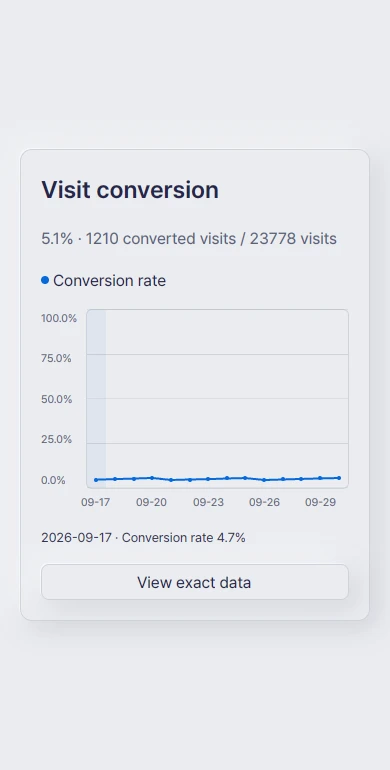 Visit conversion
5.1% · 1210 converted visits / 23778 visits
Conversion rate
100.0%
75.0%
50.0%
25.0%
0.0%
09-17 09-20 09-23 09-26 09-29
2026-09-17 · Conversion rate 4.7%
View exact data